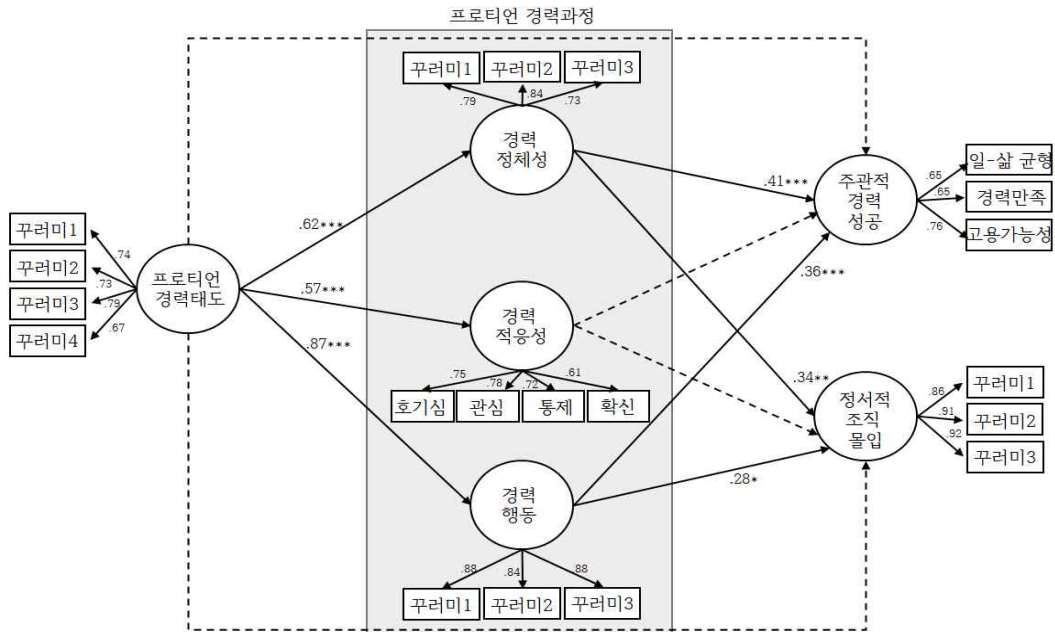 프로티언 경력과정
꾸러미1
꾸러미2
꾸러미3
.79
.84
.73
경력
정체성
.62***
.41***
주관적
경력
성공
.65
.65
.76
일-삶 균형
경력만족
고용가능성
꾸러미1
꾸러미2
꾸러미3
꾸러미4
.74
.73
.79
.67
프로티언
경력태도
.57***
.87***
경력
적응성
.36***
.75
.78
.72
.61
호기심
관심
통제
확신
.34**
정서적
조직
몰입
.86
.91
.92
꾸러미1
꾸러미2
꾸러미3
경력
행동
.28*
.88
.84
.88
꾸러미1
꾸러미2
꾸러미3